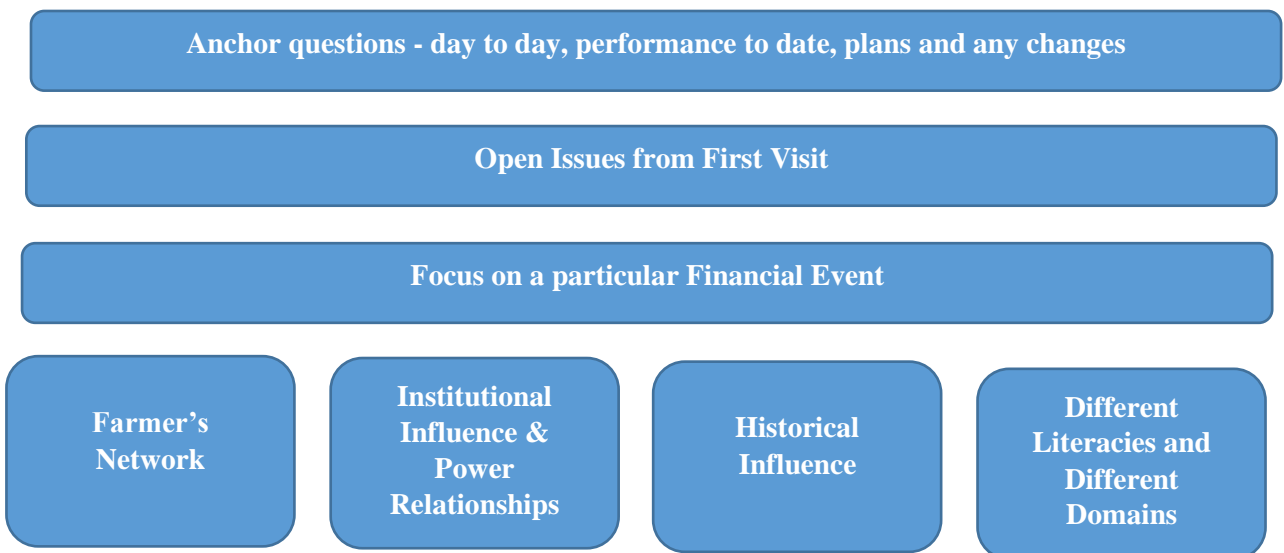 Anchor questions - day to day, performance to date, plans and any changes
Open Issues from First Visit
Focus on a particular Financial Event
Farmer’s
Network
Institutional
Influence &
Power
Relationships
Historical
Influence
Different
Literacies and
Different
Domains